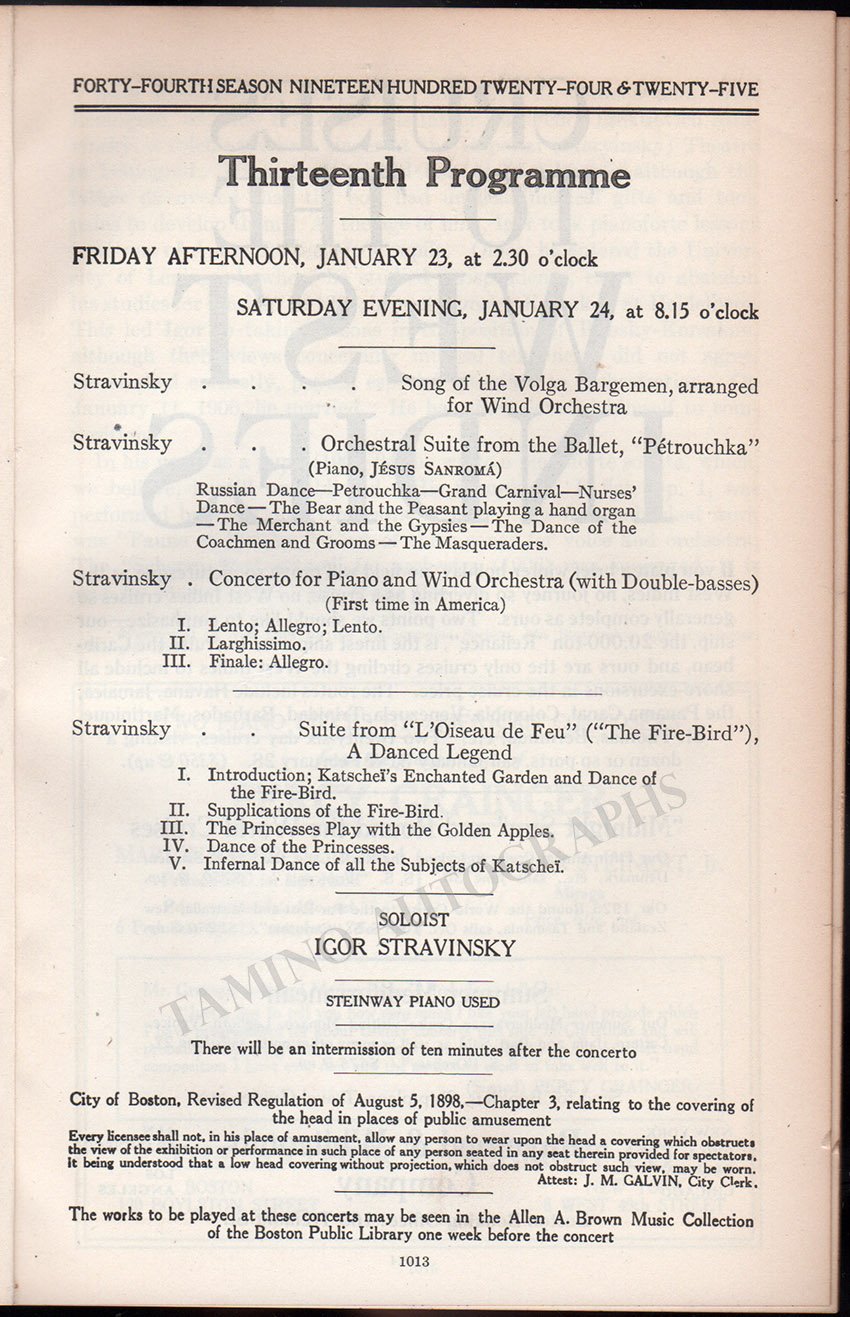 FORTY-FOURTH SEASON NINETEEN HUNDRED TWENTY-FOUR & TWENTY-FIVE
Thirteenth Programme
FRIDAY AFTERNOON, JANUARY 23, at 2.30 o'clock
SATURDAY EVENING, JANUARY 24, at 8.15 o'clock
Stravinsky . . . Song of the Volga Bargemen, arranged
for Wind Orchestra
Stravinsky . . . Orchestral Suite from the Ballet, "Pétrouchka"
(Piano, JÉSUS SANROMÁ)
Russian Dance—Petrouchka—Grand Carnival—Nurses'
Dance—The Bear and the Peasant playing a hand organ
—The Merchant and the Gypsies—The Dance of the
Coachmen and Grooms—The Masqueraders.
Stravinsky . Concerto for Piano and Wind Orchestra (with Double-basses)
(First time in America)
I. Lento; Allegro; Lento.
II. Larghissimo.
III. Finale: Allegro.
Stravinsky . . Suite from "L'Oiseau de Feu" ("The Fire-Bird"),
A Danced Legend
I. Introduction; Katscheï's Enchanted Garden and Dance of
the Fire-Bird.
II. Supplications of the Fire-Bird.
III. The Princesses Play with the Golden Apples.
IV. Dance of the Princesses.
V. Infernal Dance of all the Subjects of Katscheï.
SOLOIST
IGOR STRAVINSKY
TAMINO AUTOGRAPHS
STEINWAY PIANO USED
There will be an intermission of ten minutes after the concerto
City of Boston, Revised Regulation of August 5, 1898,—Chapter 3, relating to the covering of
the head in places of public amusement
Every licensee shall not, in his place of amusement, allow any person to wear upon the head a covering which obstructs
the view of the exhibition or performance in such place of any person seated in any seat therein provided for spectators,
it being understood that a low head covering without projection, which does not obstruct such view, may be worn.
Attest: J. M. GALVIN, City Clerk.
The works to be played at these concerts may be seen in the Allen A. Brown Music Collection
of the Boston Public Library one week before the concert
1013